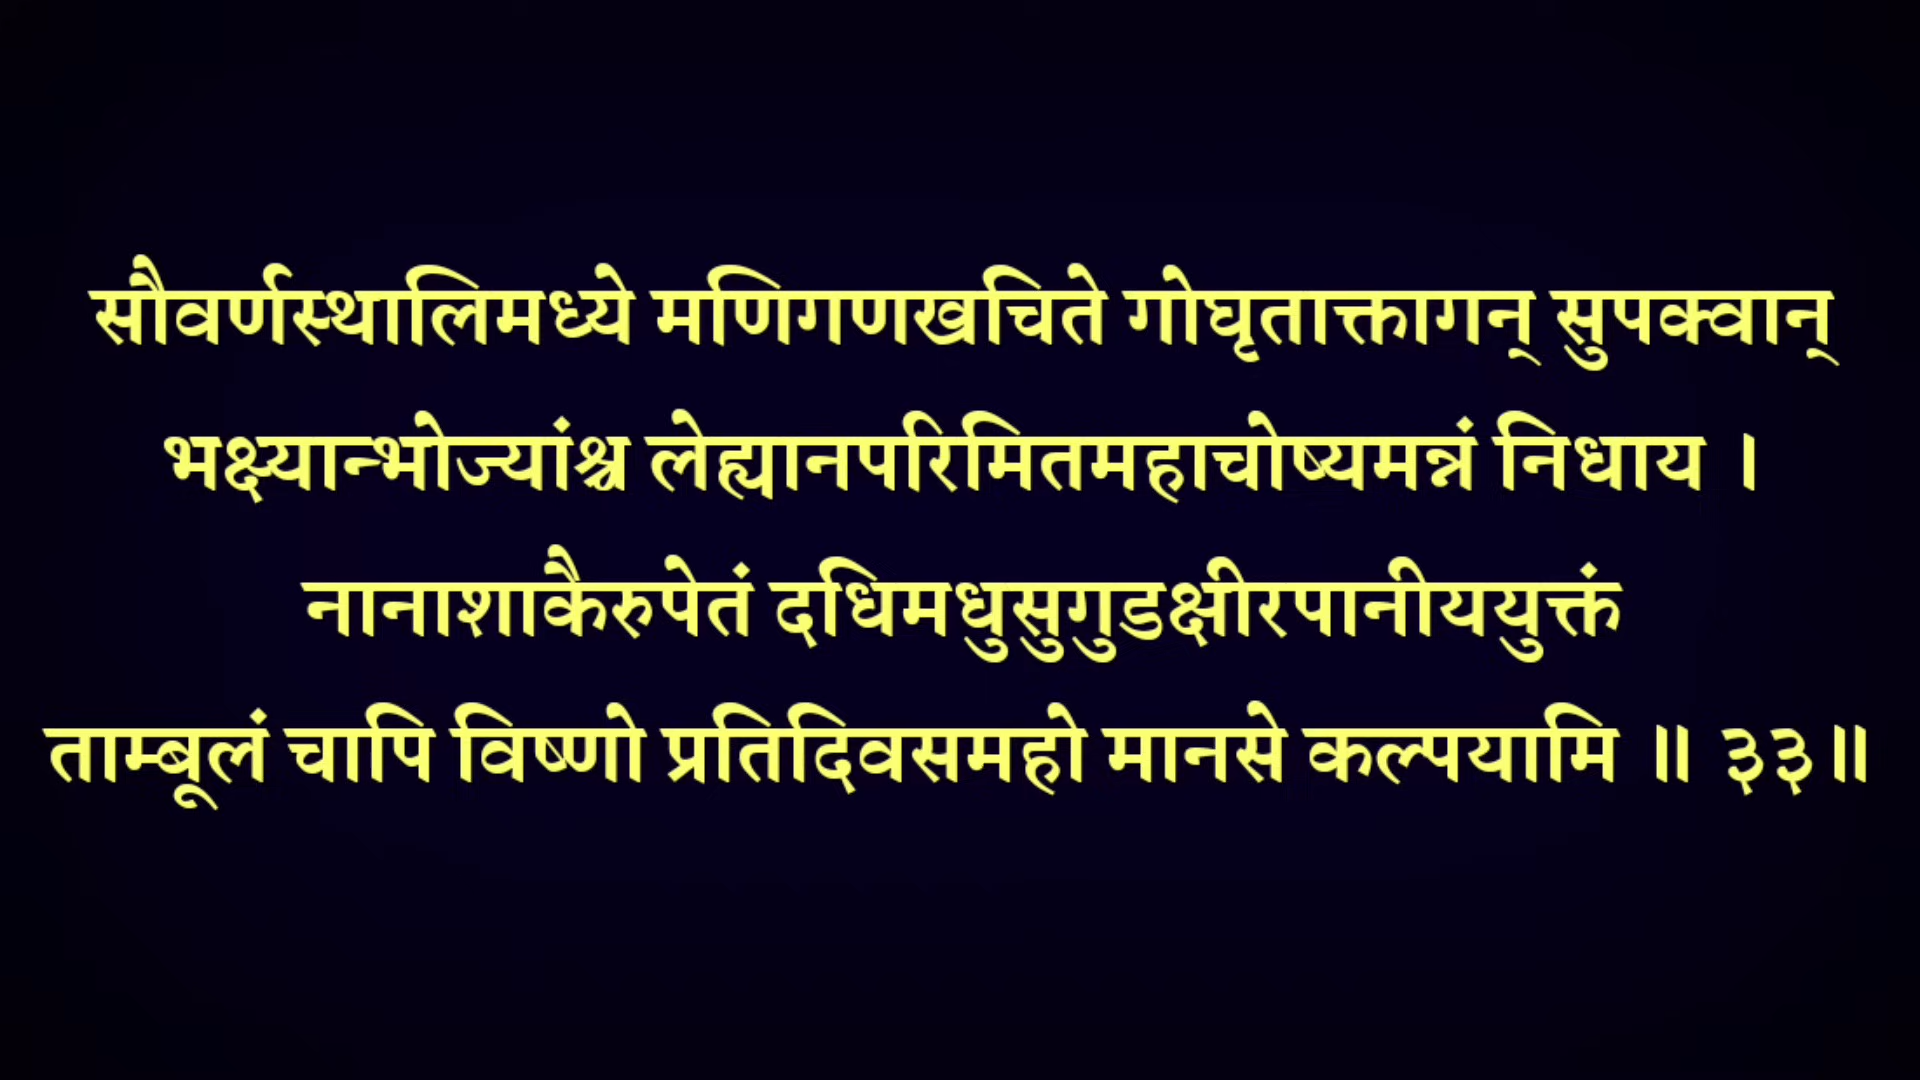 सौवर्णस्थालिमध्ये मणिगणखचिते गोघृताक्तागन् सुपक्वान्
भक्ष्यान्भोज्यांश्च लेह्यानपरिमितमहाचोष्यमन्नं निधाय ।
नानाशाकैरुपेतं दधिमधुसुगुडक्षीरपानीययुक्तं
ताम्बूलं चापि विष्णो प्रतिदिवसमहो मानसे कल्पयामि ॥ ३३॥